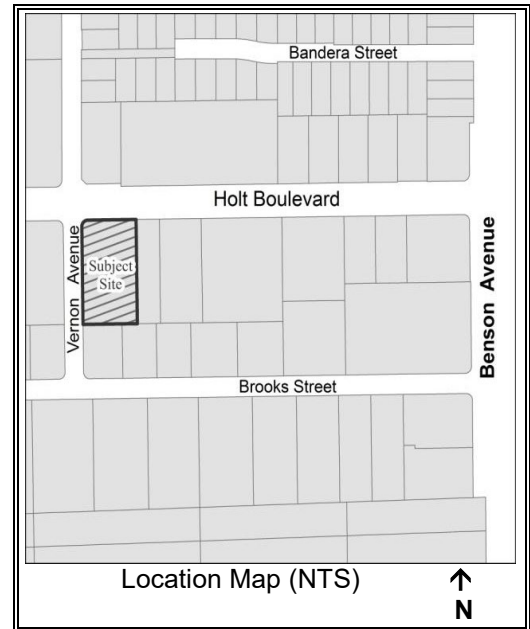 Bandera Street
Holt Boulevard
Vernon Avenue
Subject
Site
Benson Avenue
Brooks Street
Location Map (NTS)
N